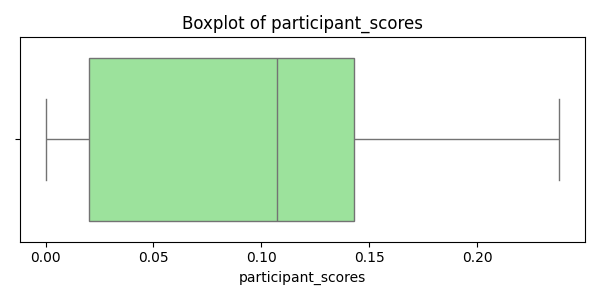 Boxplot of participant_scores
0.00 0.05 0.10 0.15 0.20
participant_scores